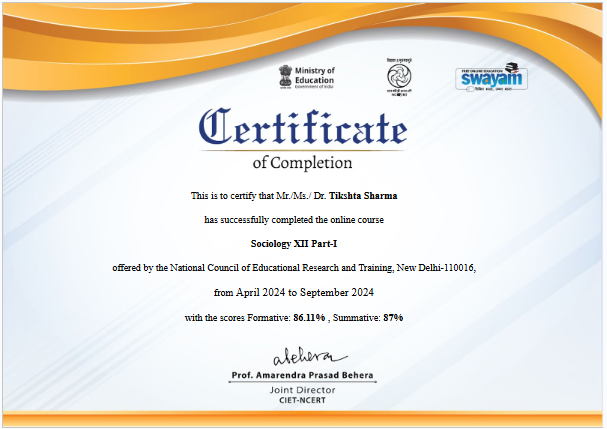 Ministry of
Education
Government of India
FREE ONLINE EDUCATION
swayam
Certificate
of Completion
This is to certify that Mr./Ms./ Dr. Tikshta Sharma
has successfully completed the online course
Sociology XII Part-I
offered by the National Council of Educational Research and Training, New Delhi-110016,
from April 2024 to September 2024
with the scores Formative: 86.11% , Summative: 87%
Prof. Amarendra Prasad Behera
Joint Director
CIET-NCERT